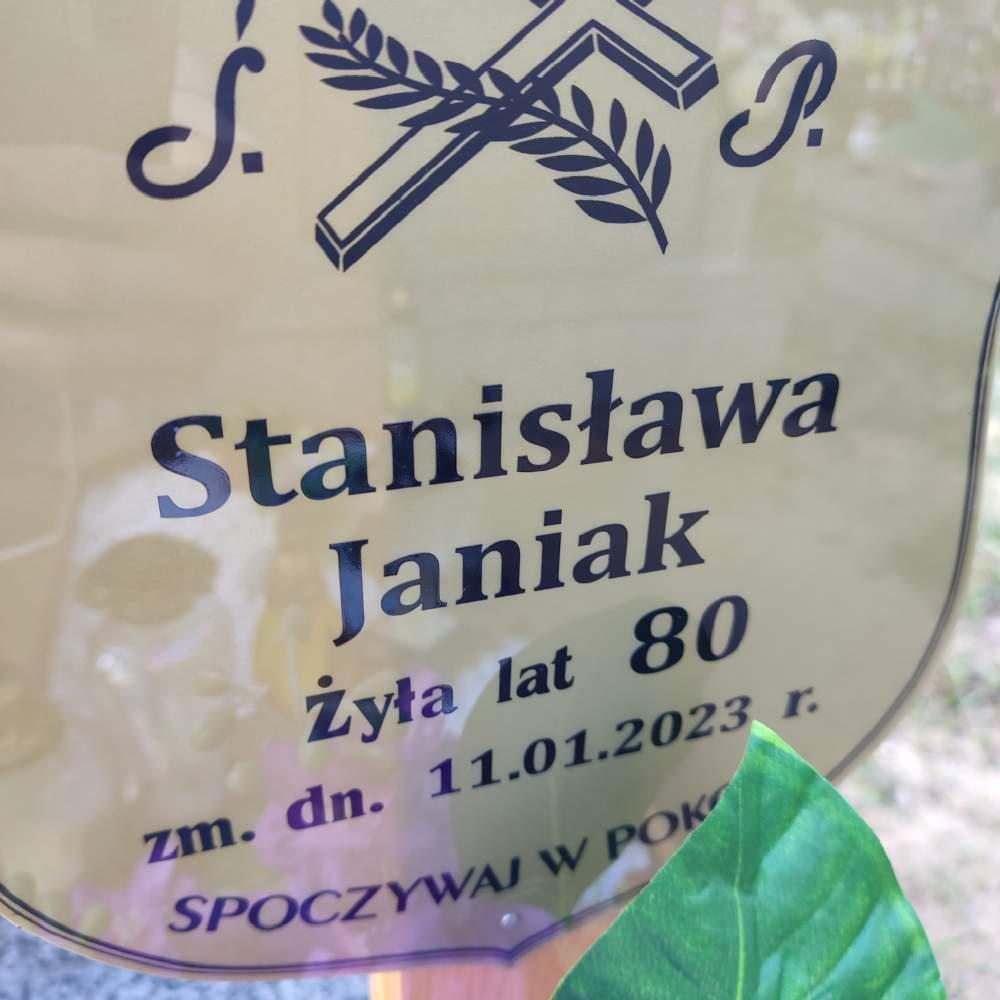 Ś. P.
Stanisława
Janiak
Żyła lat 80
zm. dn. 11.01.2023 r.
SPOCZYWAJ W